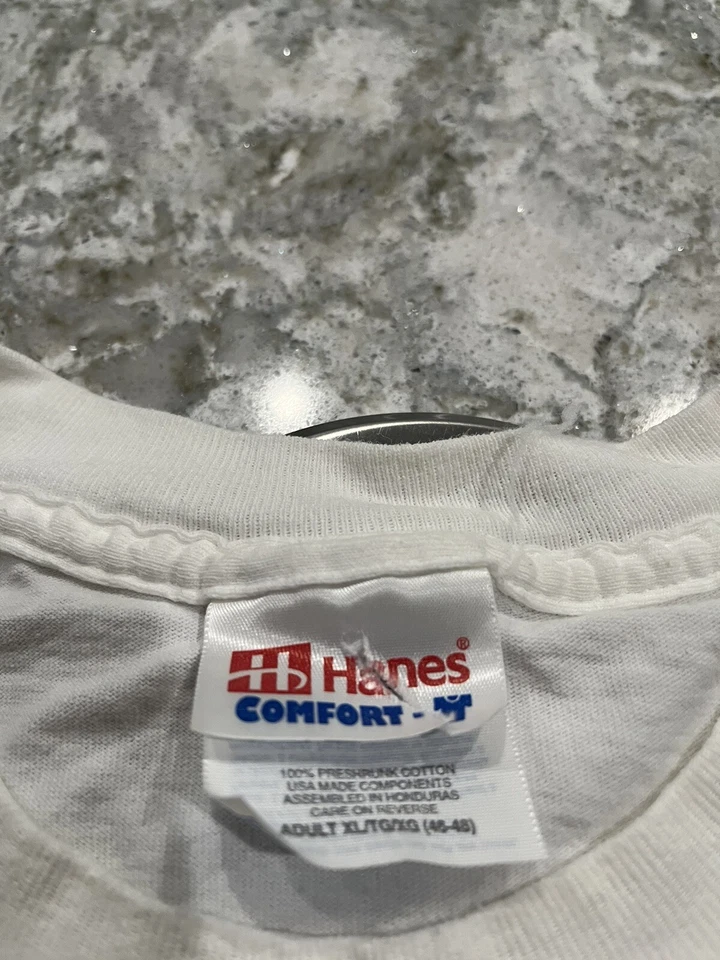 Hanes®
COMFORT-
100% PRESHRUNK COTTON
USA MADE COMPONENTS
ASSEMBLED IN HONDURAS
CARE ON REVERSE
ADULT XL/TG/XG (46-48)